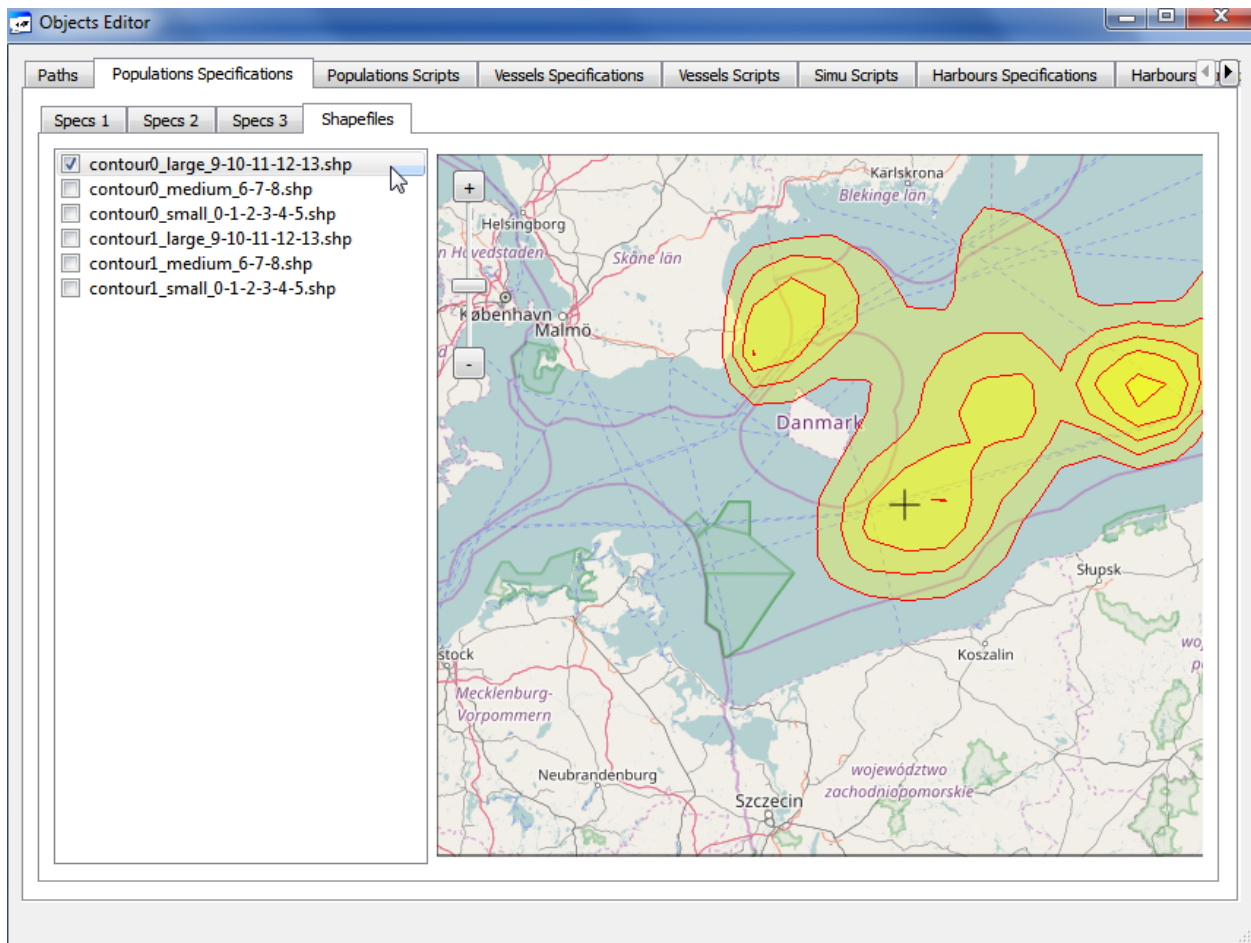 Objects Editor
Paths
Populations Specifications
Populations Scripts
Vessels Specifications
Vessels Scripts
Simu Scripts
Harbours Specifications
Harbours
Specs 1
Specs 2
Specs 3
Shapefiles
contour0_large_9-10-11-12-13.shp
contour0_medium_6-7-8.shp
contour0_small_0-1-2-3-4-5.shp
contour1_large_9-10-11-12-13.shp
contour1_medium_6-7-8.shp
contour1_small_0-1-2-3-4-5.shp
+
-
Karlskrona
Blekinge län
Helsingborg
Skåne län
København
Malmö
Danmark
Słupsk
Koszalin
stock
Mecklenburg-
Vorpommern
Neubrandenburg
województwo
zachodniopomorskie
Szczecin